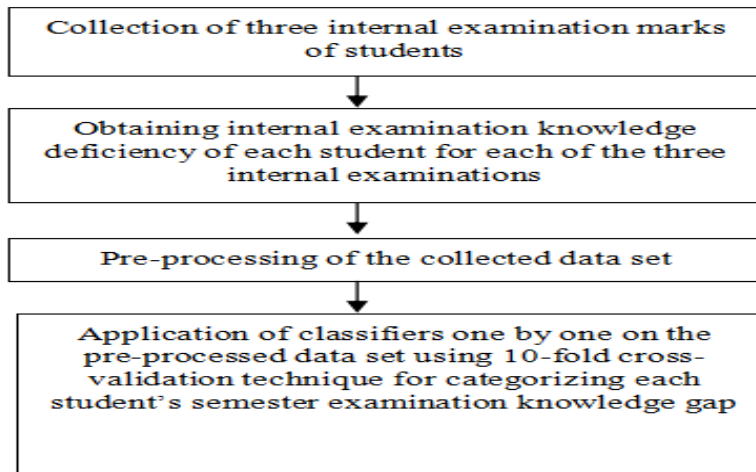 Collection of three internal examination marks
of students
Obtaining internal examination knowledge
deficiency of each student for each of the three
internal examinations
Pre-processing of the collected data set
Application of classifiers one by one on the
pre-processed data set using 10-fold cross-
validation technique for categorizing each
student's semester examination knowledge gap